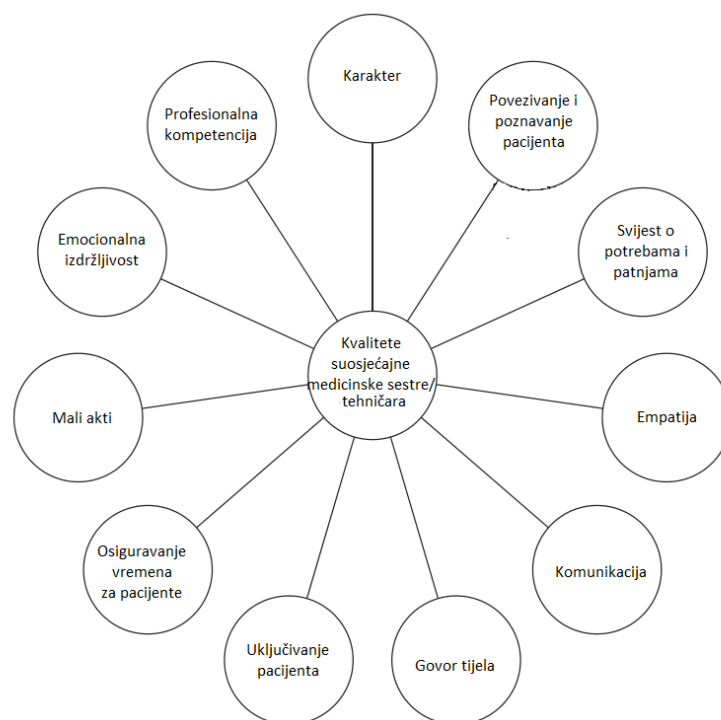 Karakter
Povezivanje i
poznavanje
pacijenta
Svijest o
potrebama i
patnjama
Empatija
Komunikacija
Govor tijela
Uključivanje
pacijenta
Osiguravanje
vremena
za pacijente
Mali akti
Emocionalna
izdržljivost
Profesionalna
kompetencija
Kvalitete
suosjećajne
medicinske sestre/
tehničara